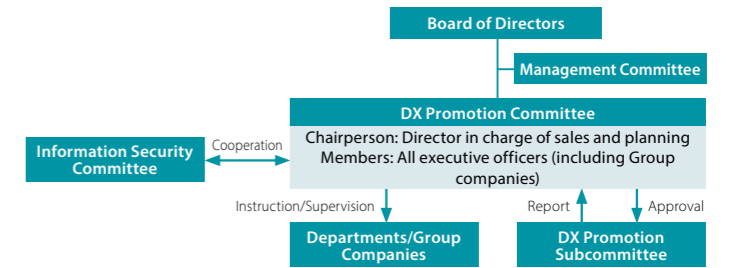 Board of Directors
Management Committee
DX Promotion Committee
Chairperson: Director in charge of sales and planning
Members: All executive officers (including Group
companies)
Information Security
Committee
Cooperation
Instruction/Supervision
Report
Approval
Departments/Group
Companies
DX Promotion
Subcommittee